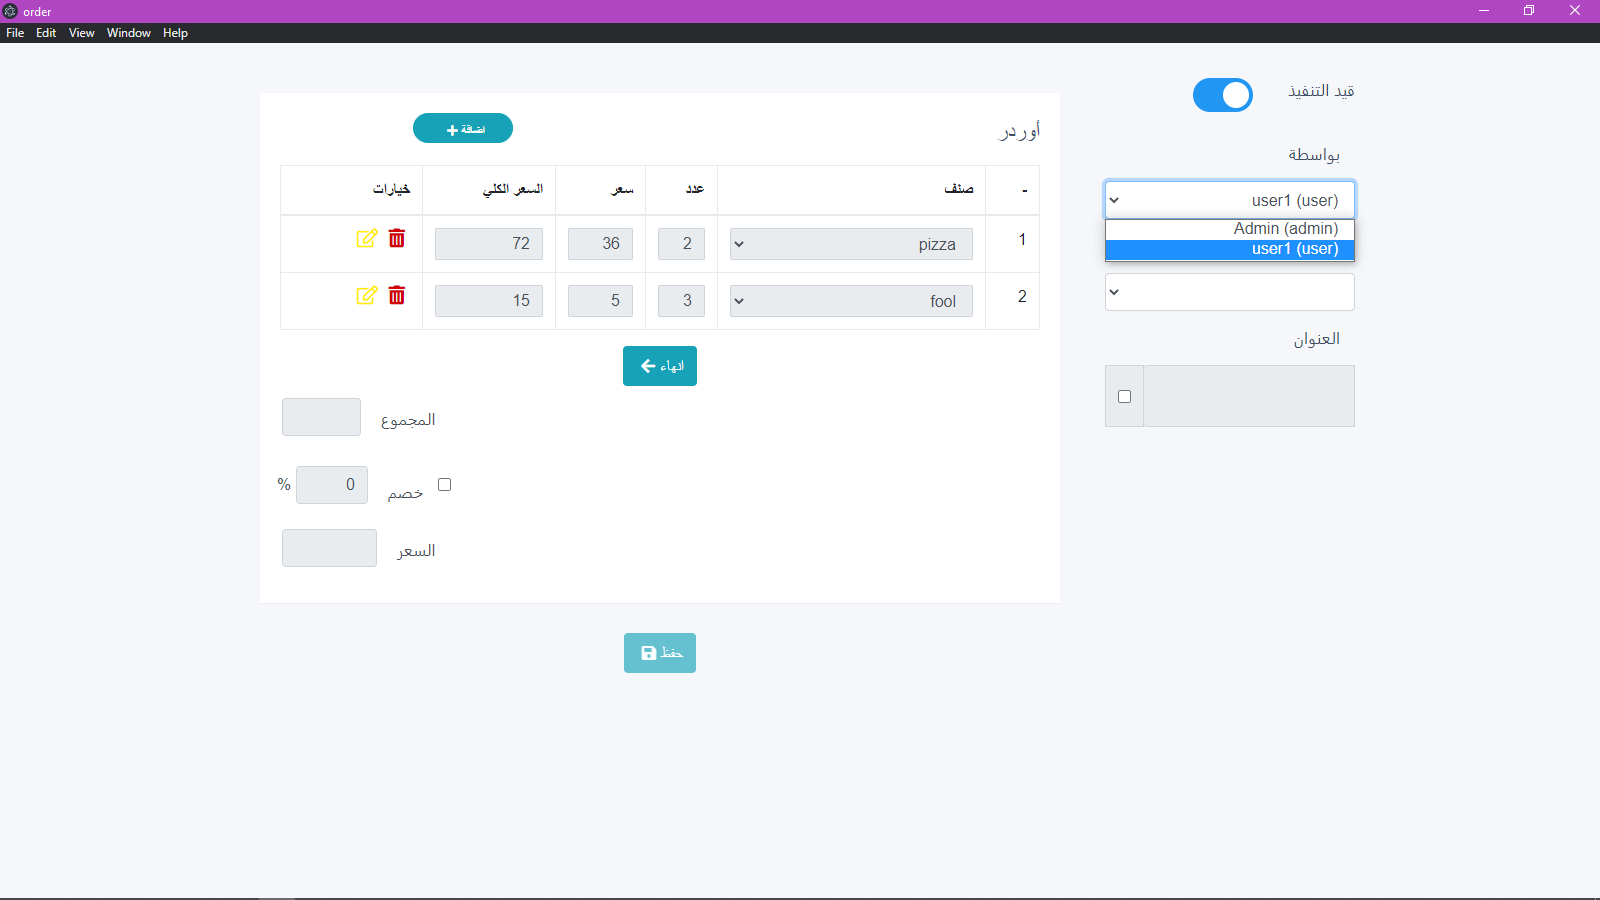 order
File Edit View Window Help
قيد التنفيذ
بواسطة
user1 (user)
Admin (admin)
user1 (user)
العنوان
أوردر
اضافة
- صنف عدد سعر السعر الكلي خيارات
1 pizza 2 36 72
2 fool 3 5 15
انهاء
المجموع
خصم 0 %
السعر
حفظ